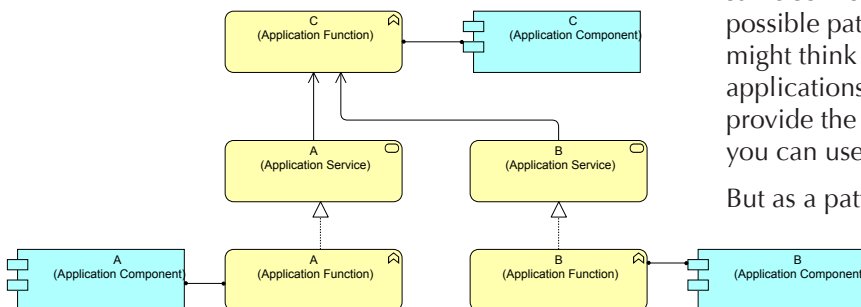 C
(Application Function)
C
(Application Component)
possible pat
might think
applications
provide the
you can use
A
(Application Service)
B
(Application Service)
But as a pat
A
(Application Component)
A
(Application Function)
B
(Application Function)
B
(Application Component